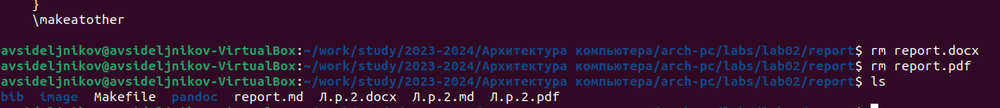 }
\makeatother
avsideljnikov@avsideljnikov-VirtualBox:~/work/study/2023-2024/Архитектура компьютера/arch-pc/labs/lab02/report$ rm report.docx
avsideljnikov@avsideljnikov-VirtualBox:~/work/study/2023-2024/Архитектура компьютера/arch-pc/labs/lab02/report$ rm report.pdf
avsideljnikov@avsideljnikov-VirtualBox:~/work/study/2023-2024/Архитектура компьютера/arch-pc/labs/lab02/report$ ls
bib image Makefile pandoc report.md Л.р.2.docx Л.р.2.md Л.р.2.pdf